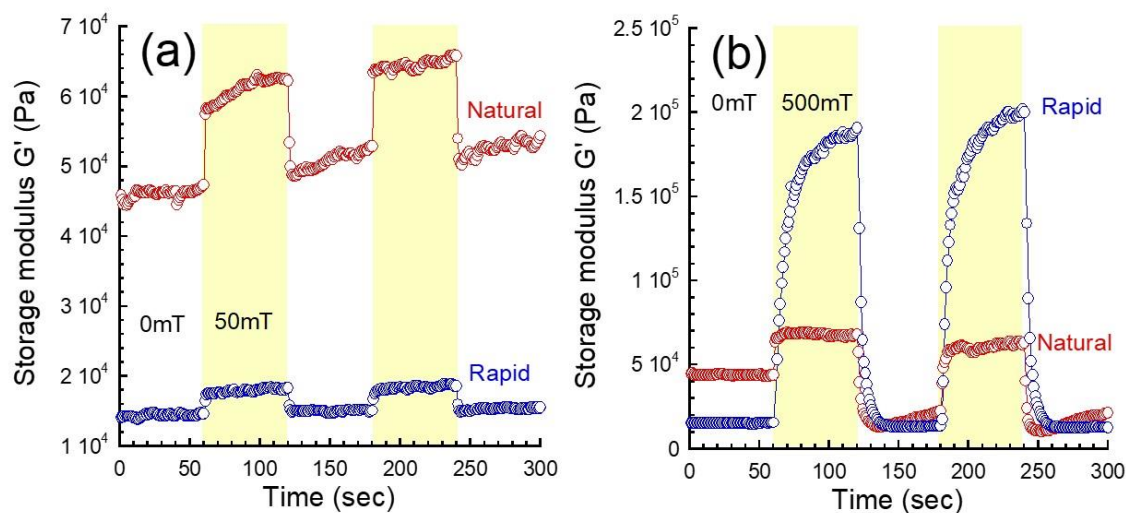 (a)
Storage modulus G' (Pa)
7 10⁴
6 10⁴
5 10⁴
4 10⁴
3 10⁴
2 10⁴
1 10⁴
Natural
0mT
50mT
Rapid
0 50 100 150 200 250 300
Time (sec)
(b)
Storage modulus G' (Pa)
2.5 10⁵
2 10⁵
1.5 10⁵
1 10⁵
5 10⁴
0
0mT
500mT
Rapid
Natural
0 50 100 150 200 250 300
Time (sec)